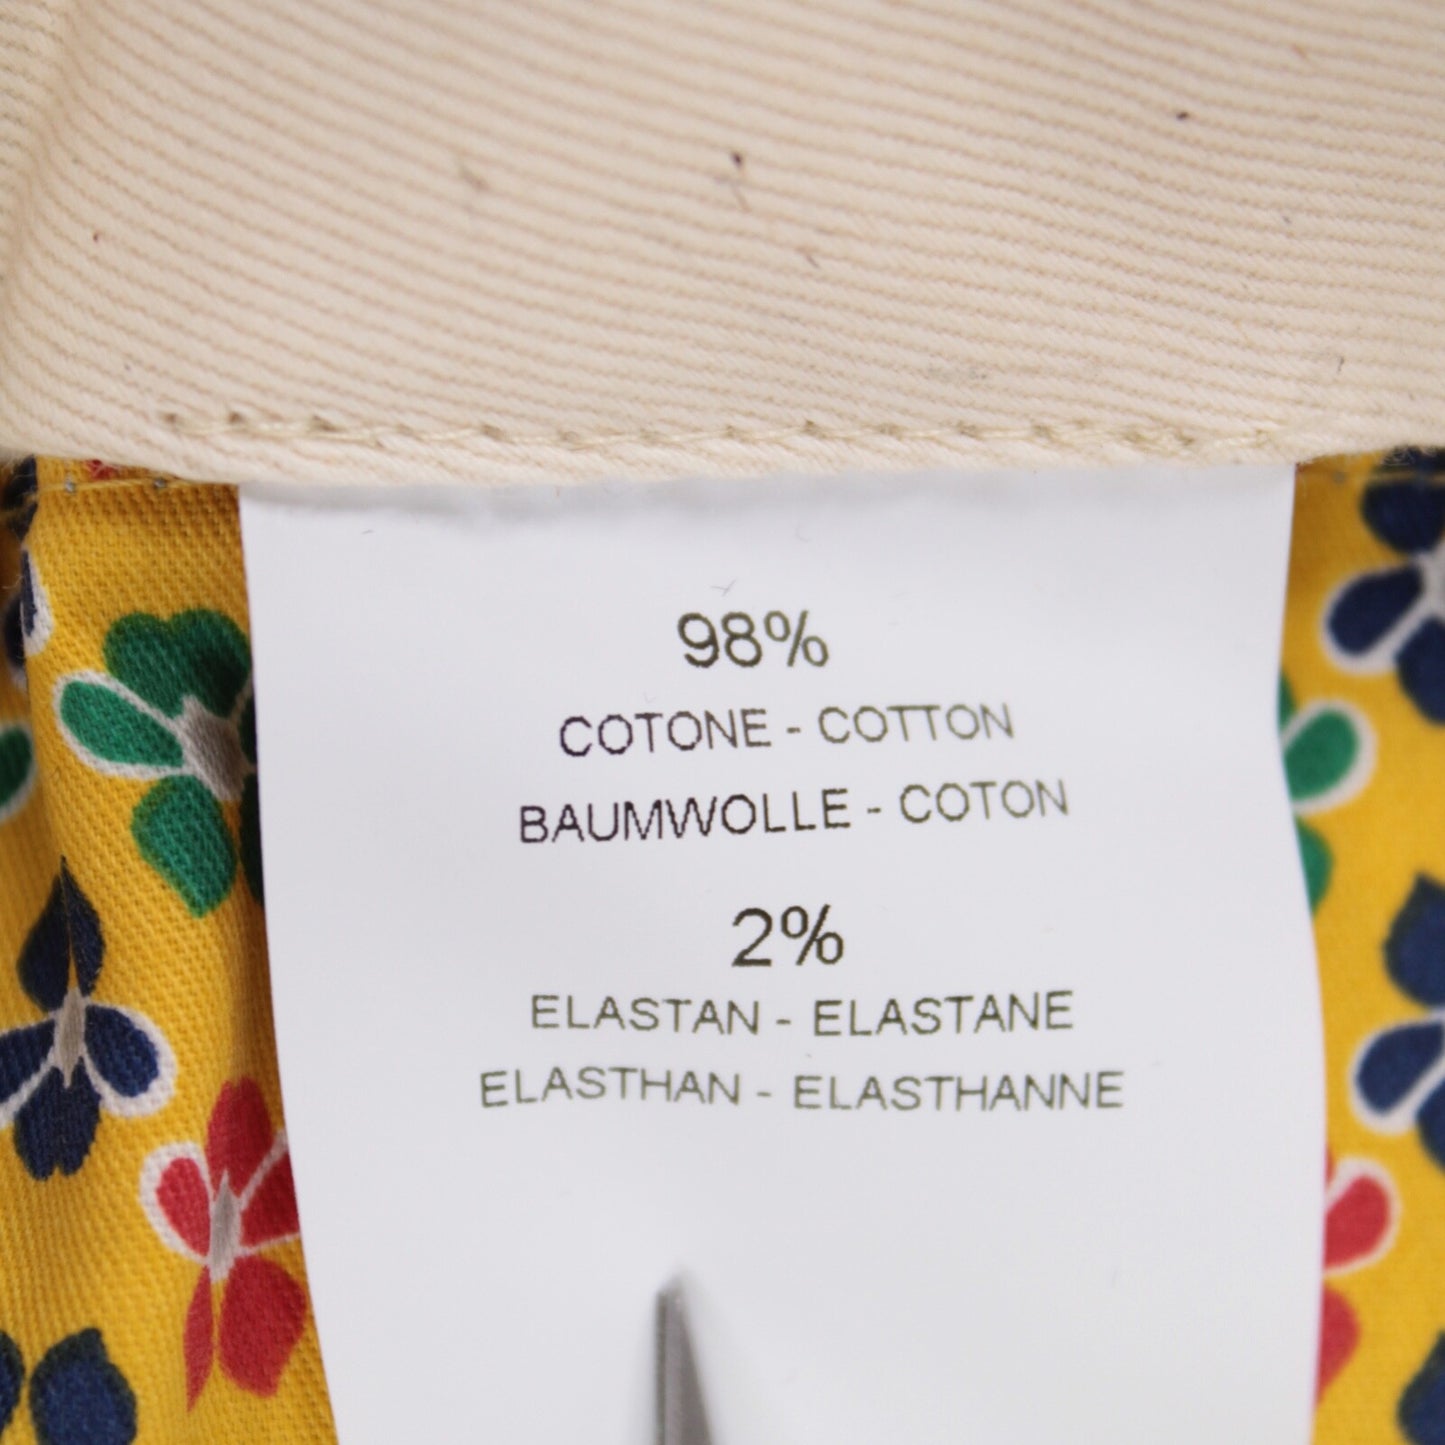 98%
COTONE - COTTON
BAUMWOLLE - COTON
2%
ELASTAN - ELASTANE
ELASTHAN - ELASTHANNE